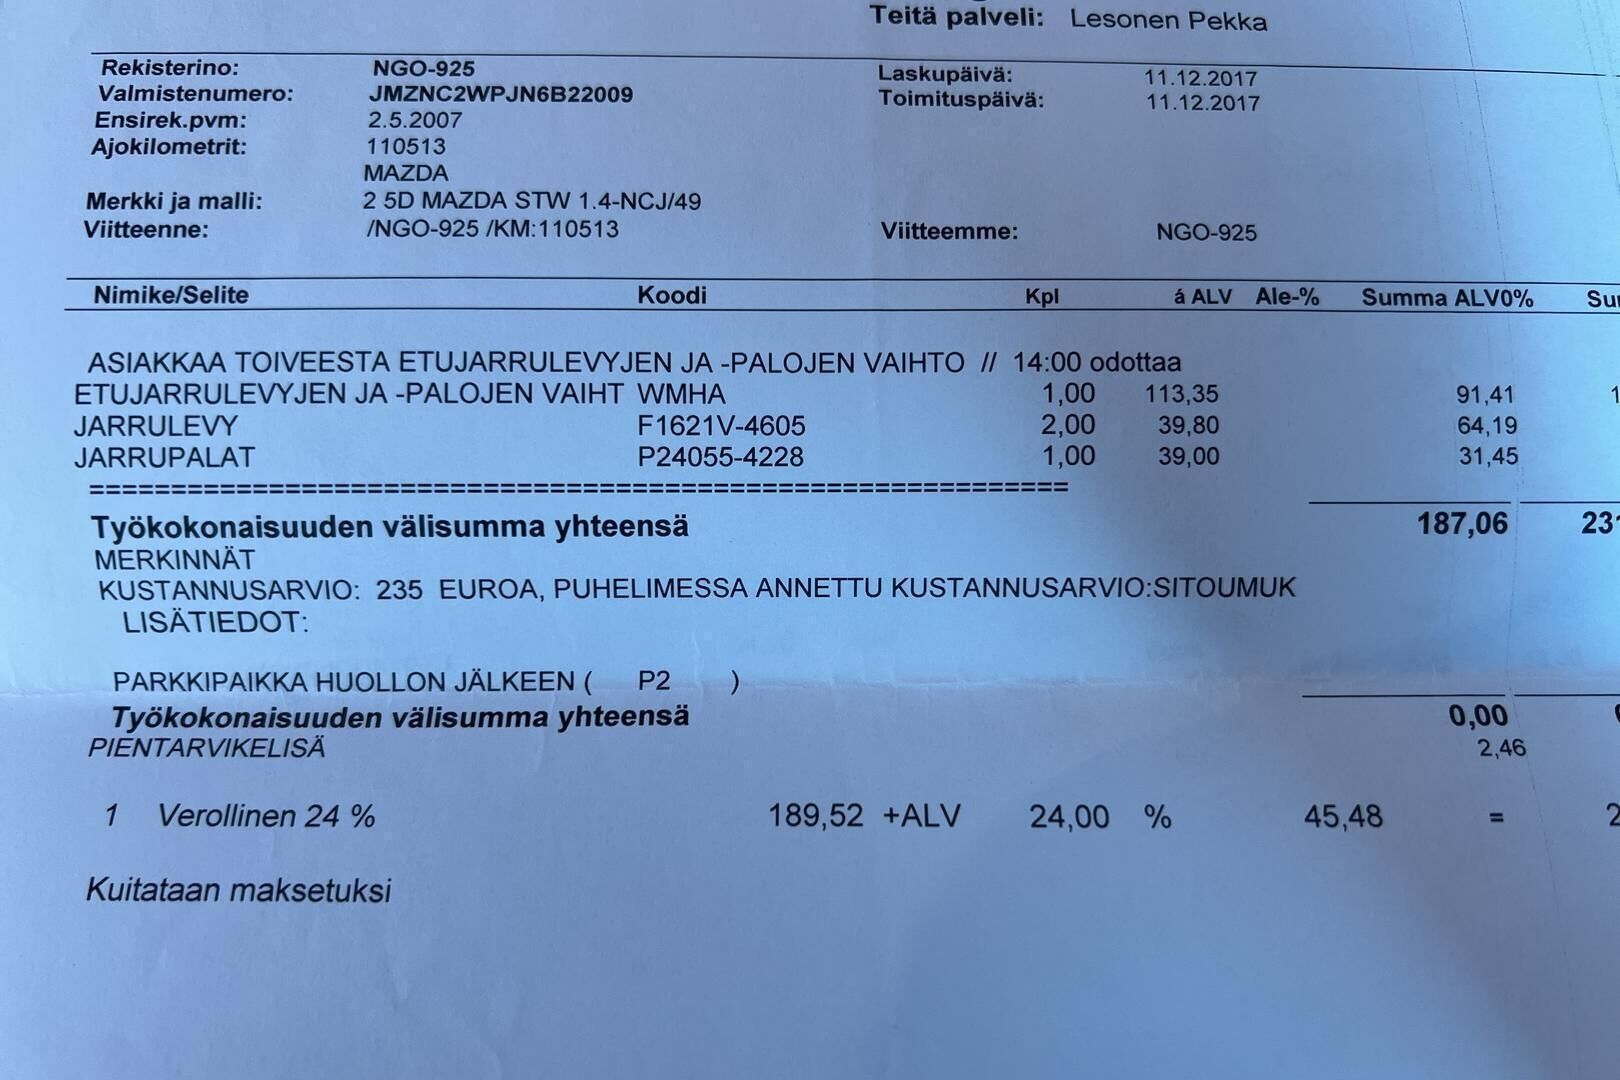 Teitä palveli: Lesonen Pekka
Rekisterino: NGO-925 Laskupäivä: 11.12.2017
Valmistenumero: JMZNC2WPJN6B22009 Toimituspäivä: 11.12.2017
Ensirek.pvm: 2.5.2007
Ajokilometrit: 110513
MAZDA
Merkki ja malli: 2 5D MAZDA STW 1.4-NCJ/49
Viitteenne: /NGO-925 /KM:110513 Viitteemme: NGO-925
Nimike/Selite Koodi Kpl á ALV Ale-% Summa ALV0%
ASIAKKAA TOIVEESTA ETUJARRULEVYJEN JA -PALOJEN VAIHTO // 14:00 odottaa
ETUJARRULEVYJEN JA -PALOJEN VAIHT WMHA 1,00 113,35 91,41
JARRULEVY F1621V-4605 2,00 39,80 64,19
JARRUPALAT P24055-4228 1,00 39,00 31,45
============================================================
Työkokonaisuuden välisumma yhteensä 187,06
MERKINNÄT
KUSTANNUSARVIO: 235 EUROA, PUHELIMESSA ANNETTU KUSTANNUSARVIO:SITOUMUK
LISÄTIEDOT:
PARKKIPAIKKA HUOLLON JÄLKEEN ( P2 )
Työkokonaisuuden välisumma yhteensä 0,00
PIENTARVIKELISÄ 2,46
1 Verollinen 24 % 189,52 +ALV 24,00 % 45,48 =
Kuitataan maksetuksi